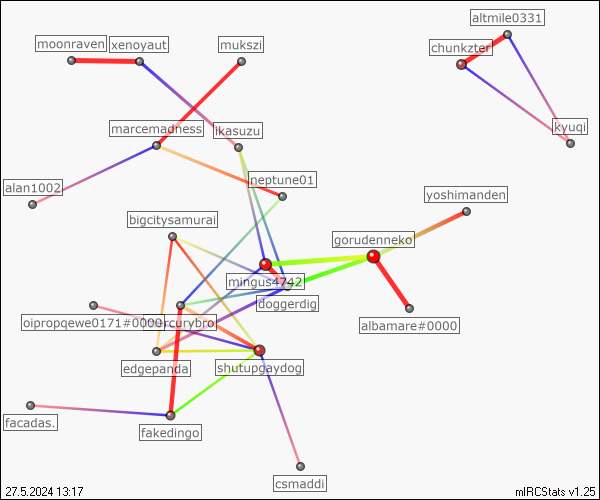 altmile0331
moonraven
xenoyaut
mukszi
chunkzter
marcemadness
ikasuzu
kyuqi
neptune01
alan1002
yoshimanden
bigcitysamurai
gorudenneko
mingus4742
doggerdig
oipropqewe0171#0000
mercurybro
albamare#0000
edgepanda
shutupgaydog
facadas.
fakedingo
csmaddi
27.5.2024 13:17
mIRCStats v1.25